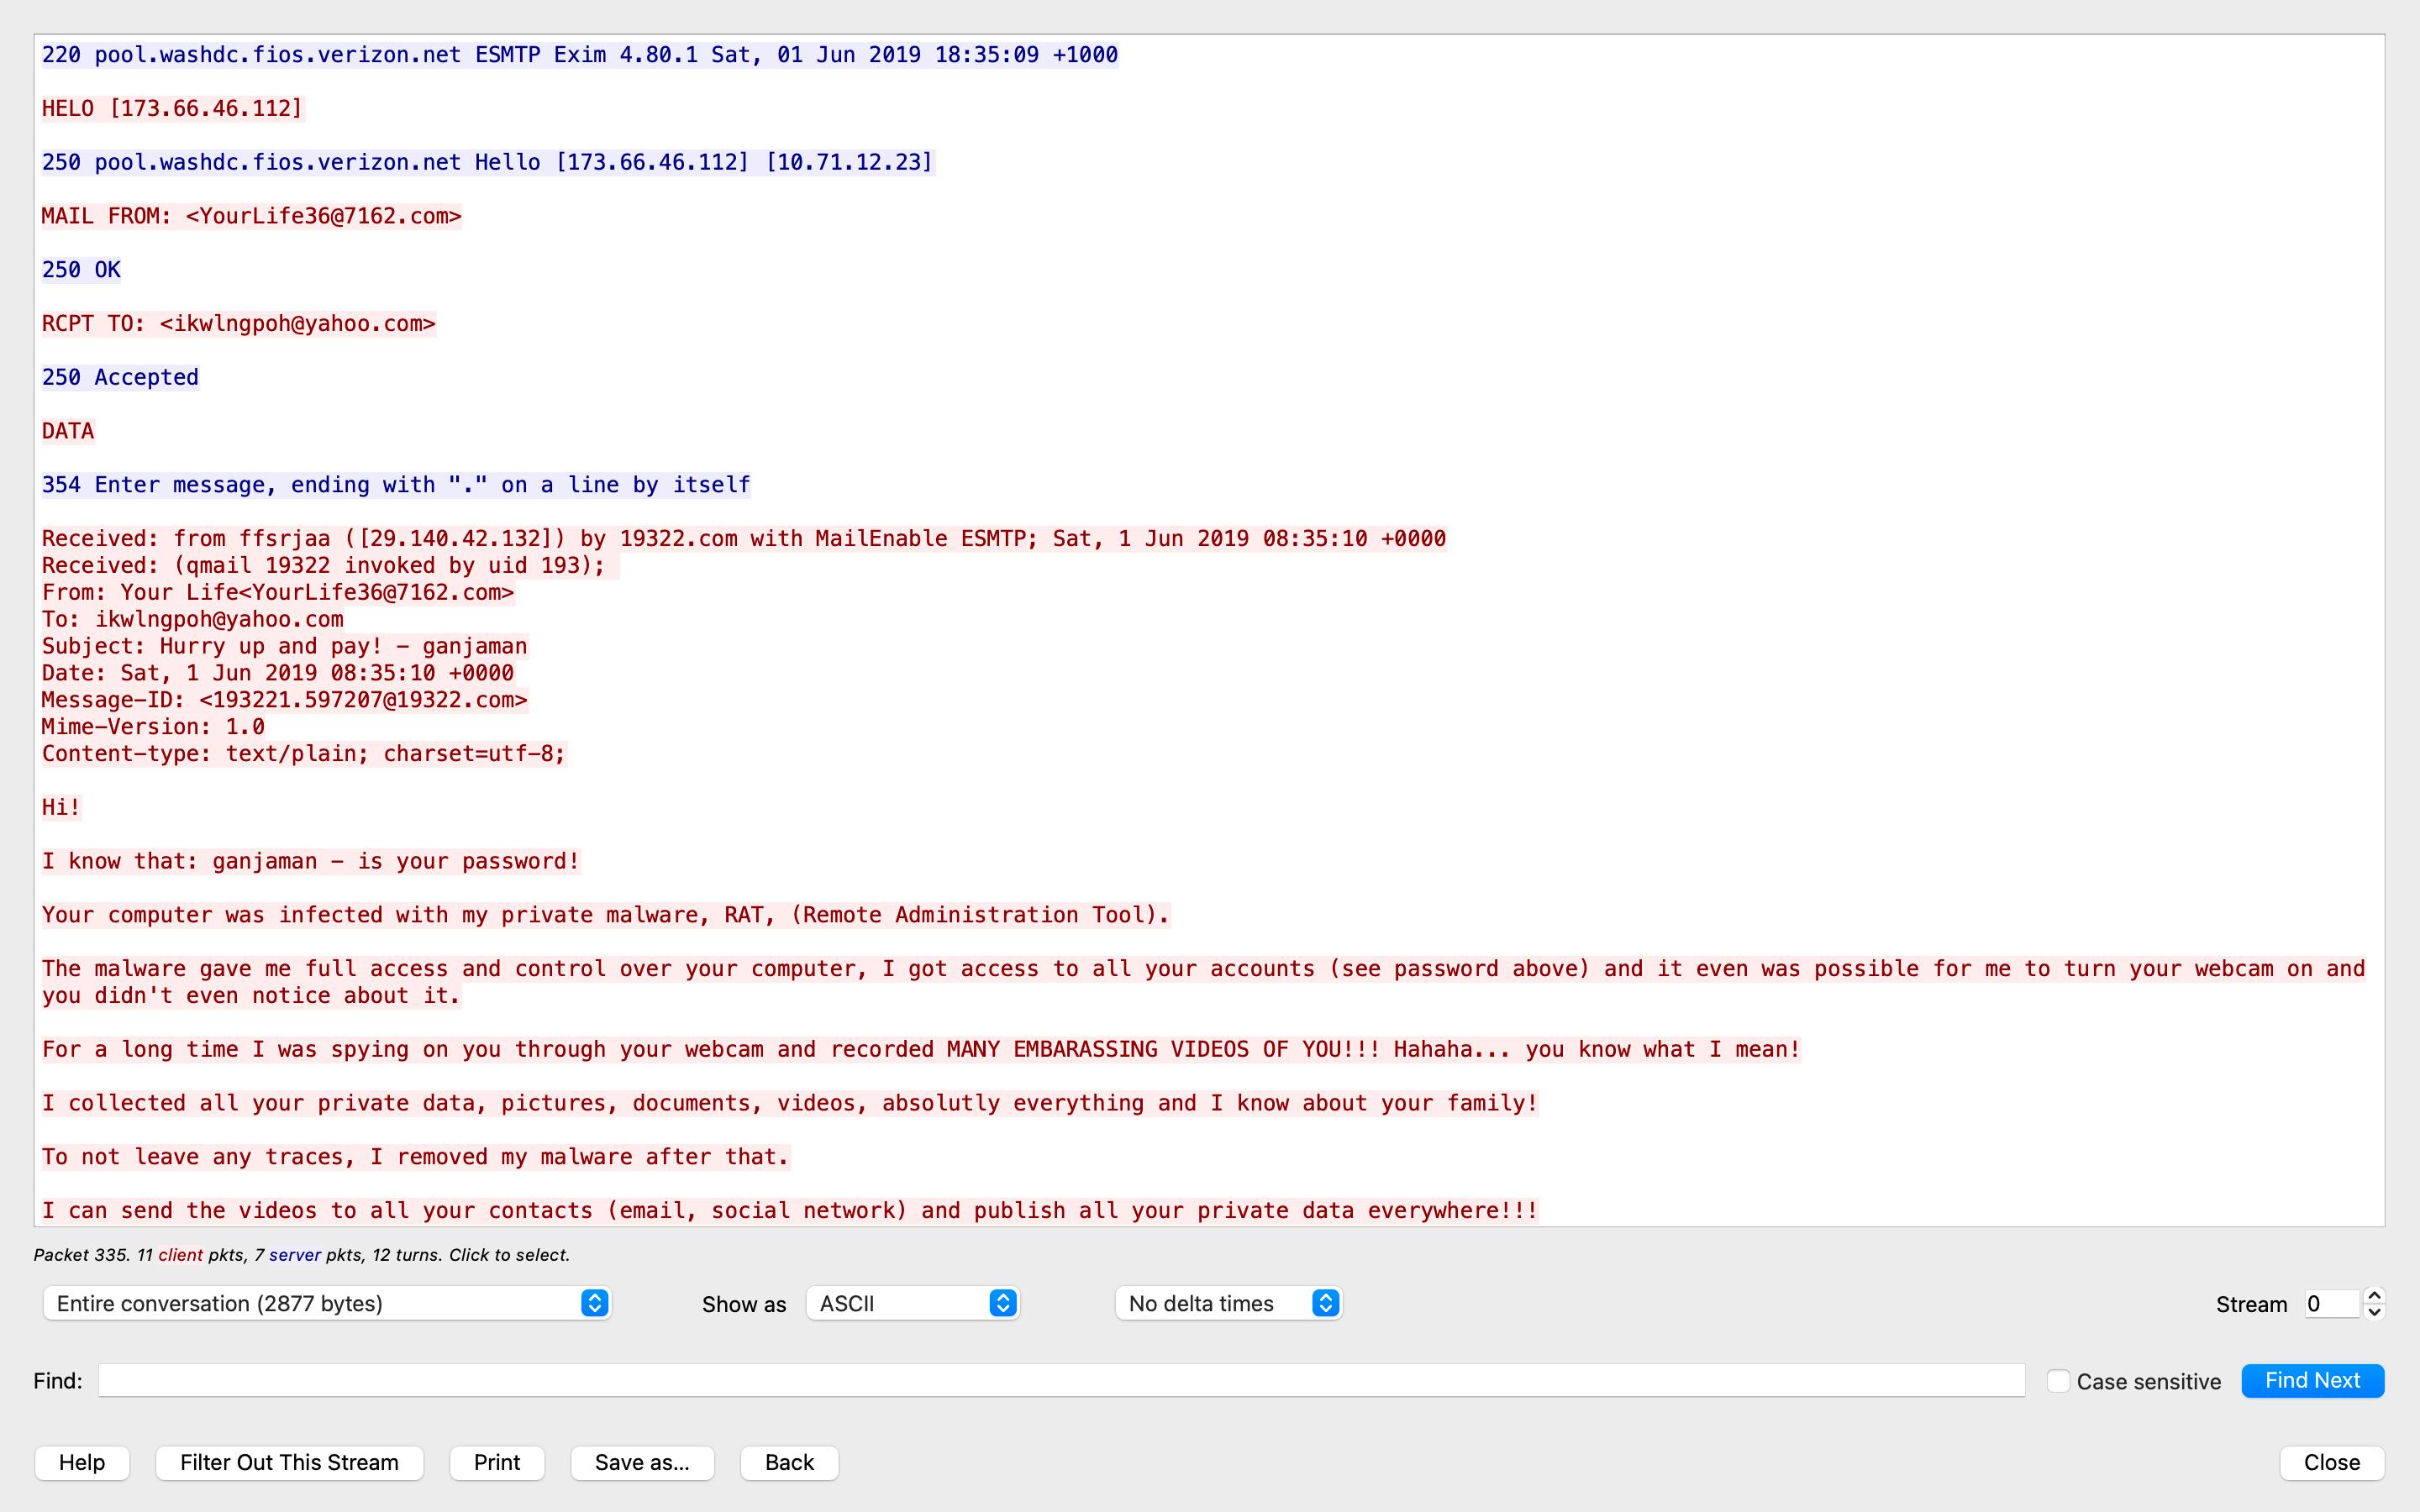 220 pool.washdc.fios.verizon.net ESMTP Exim 4.80.1 Sat, 01 Jun 2019 18:35:09 +1000
HELO [173.66.46.112]
250 pool.washdc.fios.verizon.net Hello [173.66.46.112] [10.71.12.23]
MAIL FROM: <YourLife36@7162.com>
250 OK
RCPT TO: <ikwlngpoh@yahoo.com>
250 Accepted
DATA
354 Enter message, ending with "." on a line by itself
Received: from ffsrjaa ([29.140.42.132]) by 19322.com with MailEnable ESMTP; Sat, 1 Jun 2019 08:35:10 +0000
Received: (qmail 19322 invoked by uid 193);
From: Your Life<YourLife36@7162.com>
To: ikwlngpoh@yahoo.com
Subject: Hurry up and pay! – ganjaman
Date: Sat, 1 Jun 2019 08:35:10 +0000
Message-ID: <193221.597207@19322.com>
Mime-Version: 1.0
Content-type: text/plain; charset=utf-8;
Hi!
I know that: ganjaman – is your password!
Your computer was infected with my private malware, RAT, (Remote Administration Tool).
The malware gave me full access and control over your computer, I got access to all your accounts (see password above) and it even was possible for me to turn your webcam on and
you didn't even notice about it.
For a long time I was spying on you through your webcam and recorded MANY EMBARASSING VIDEOS OF YOU!!! Hahaha... you know what I mean!
I collected all your private data, pictures, documents, videos, absolutly everything and I know about your family!
To not leave any traces, I removed my malware after that.
I can send the videos to all your contacts (email, social network) and publish all your private data everywhere!!!
Packet 335. 11 client pkts, 7 server pkts, 12 turns. Click to select.
Entire conversation (2877 bytes) Show as ASCII No delta times Stream 0
Find: Case sensitive Find Next
Help Filter Out This Stream Print Save as... Back Close